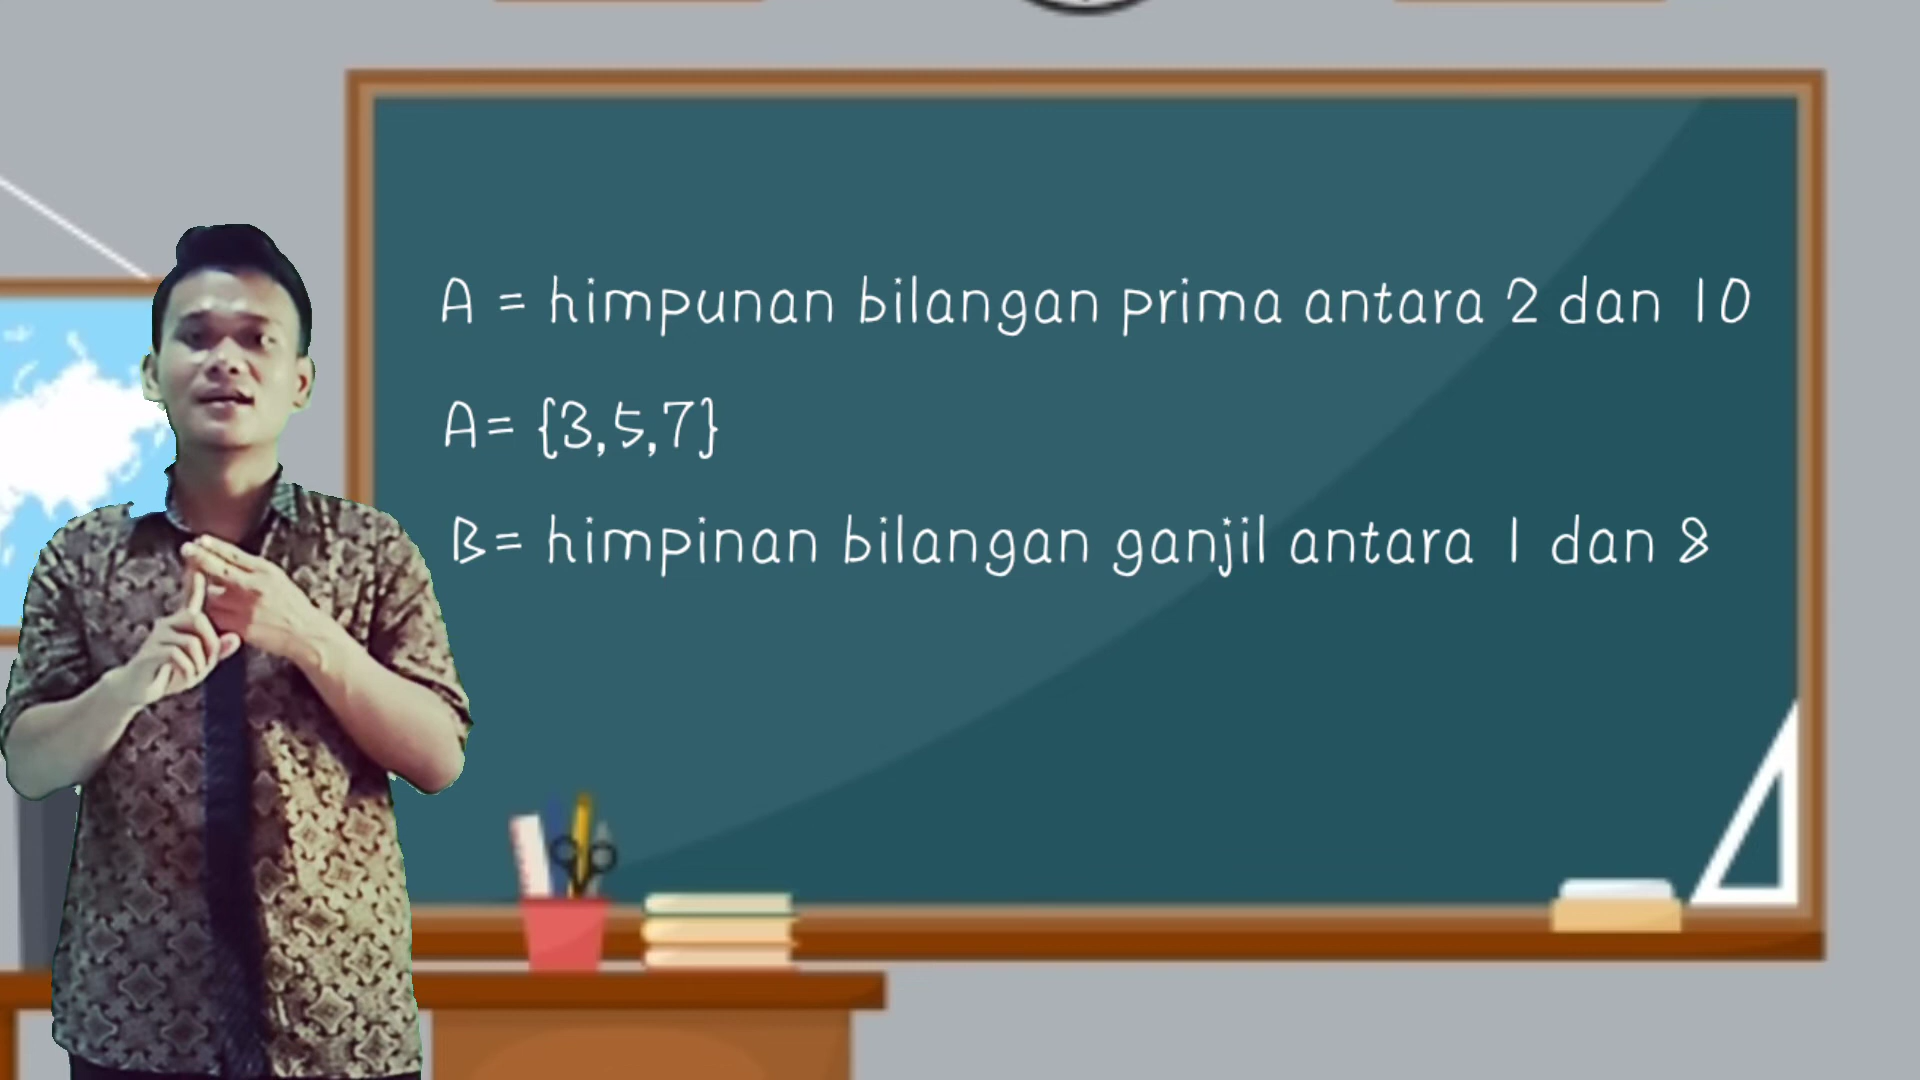 A = himpunan bilangan prima antara 2 dan 10
A= {3,5,7}
B= himpinan bilangan ganjil antara 1 dan 8